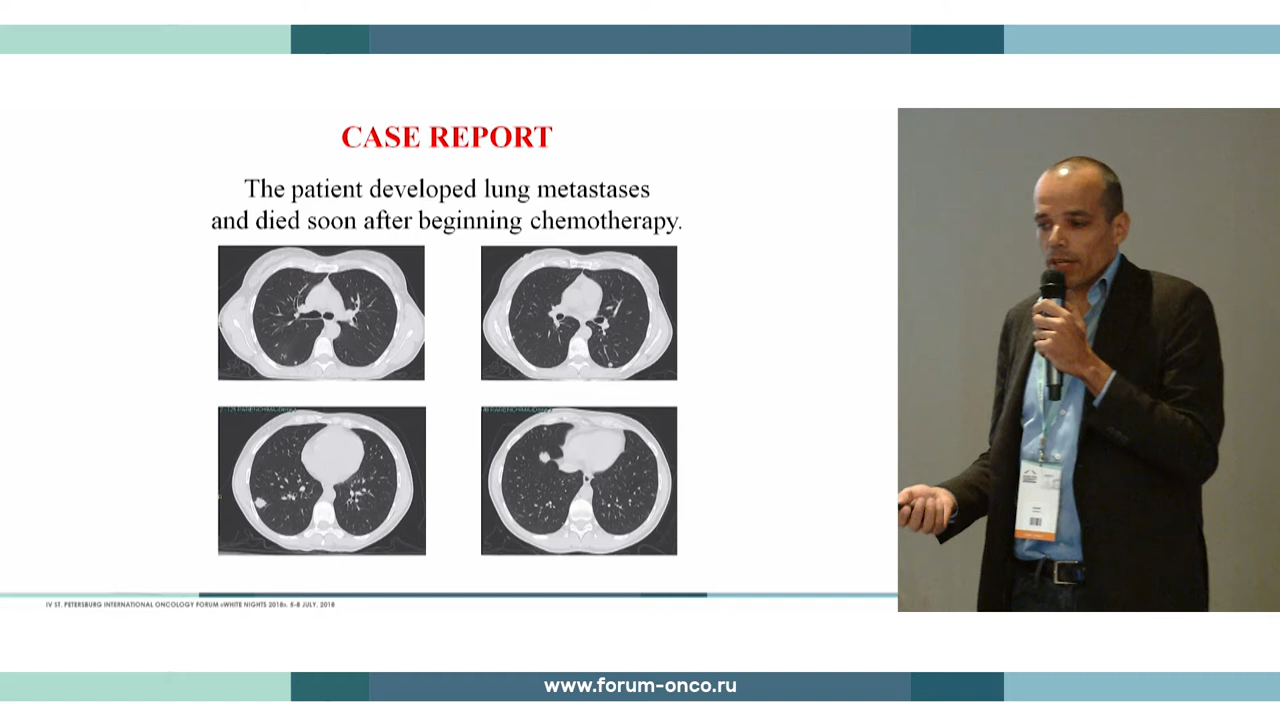 CASE REPORT
The patient developed lung metastases
and died soon after beginning chemotherapy.
IV ST. PETERSBURG INTERNATIONAL ONCOLOGY FORUM «WHITE NIGHTS 2018». 5-8 JULY, 2018
www.forum-onco.ru